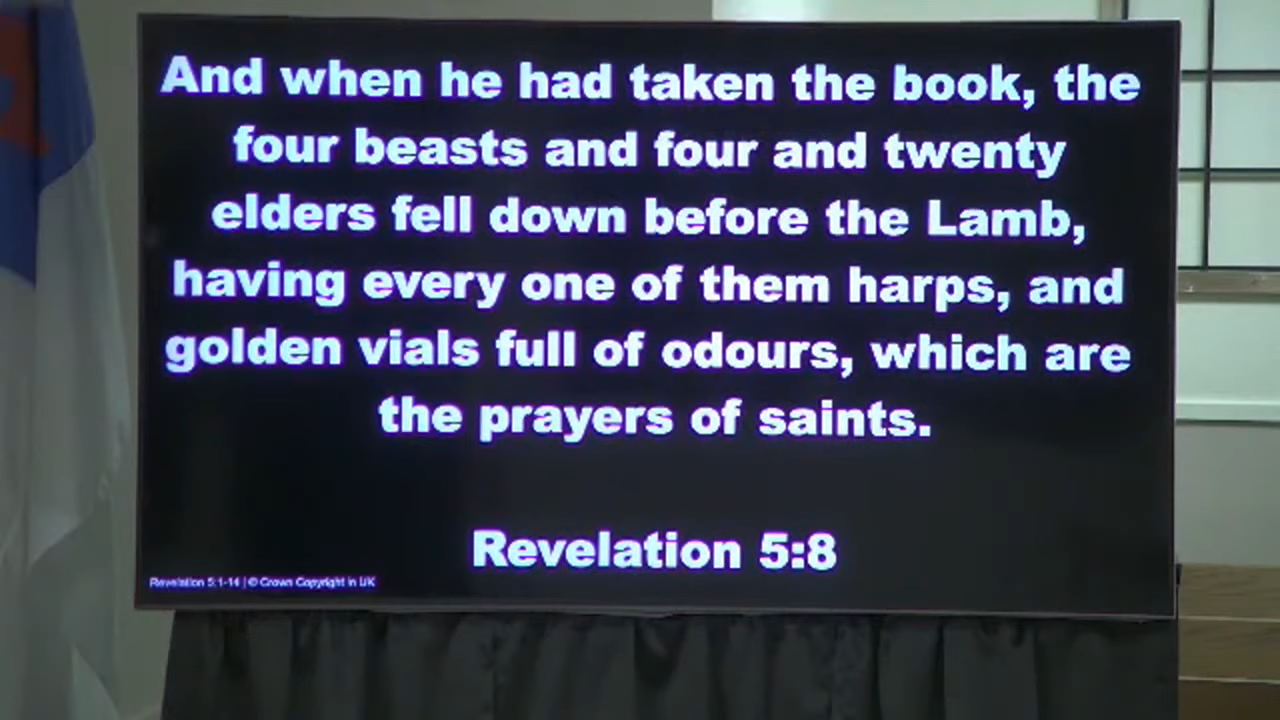 And when he had taken the book, the
four beasts and four and twenty
elders fell down before the Lamb,
having every one of them harps, and
golden vials full of odours, which are
the prayers of saints.
Revelation 5:8
Revelation 5:1-14 | © Crown Copyright in UK